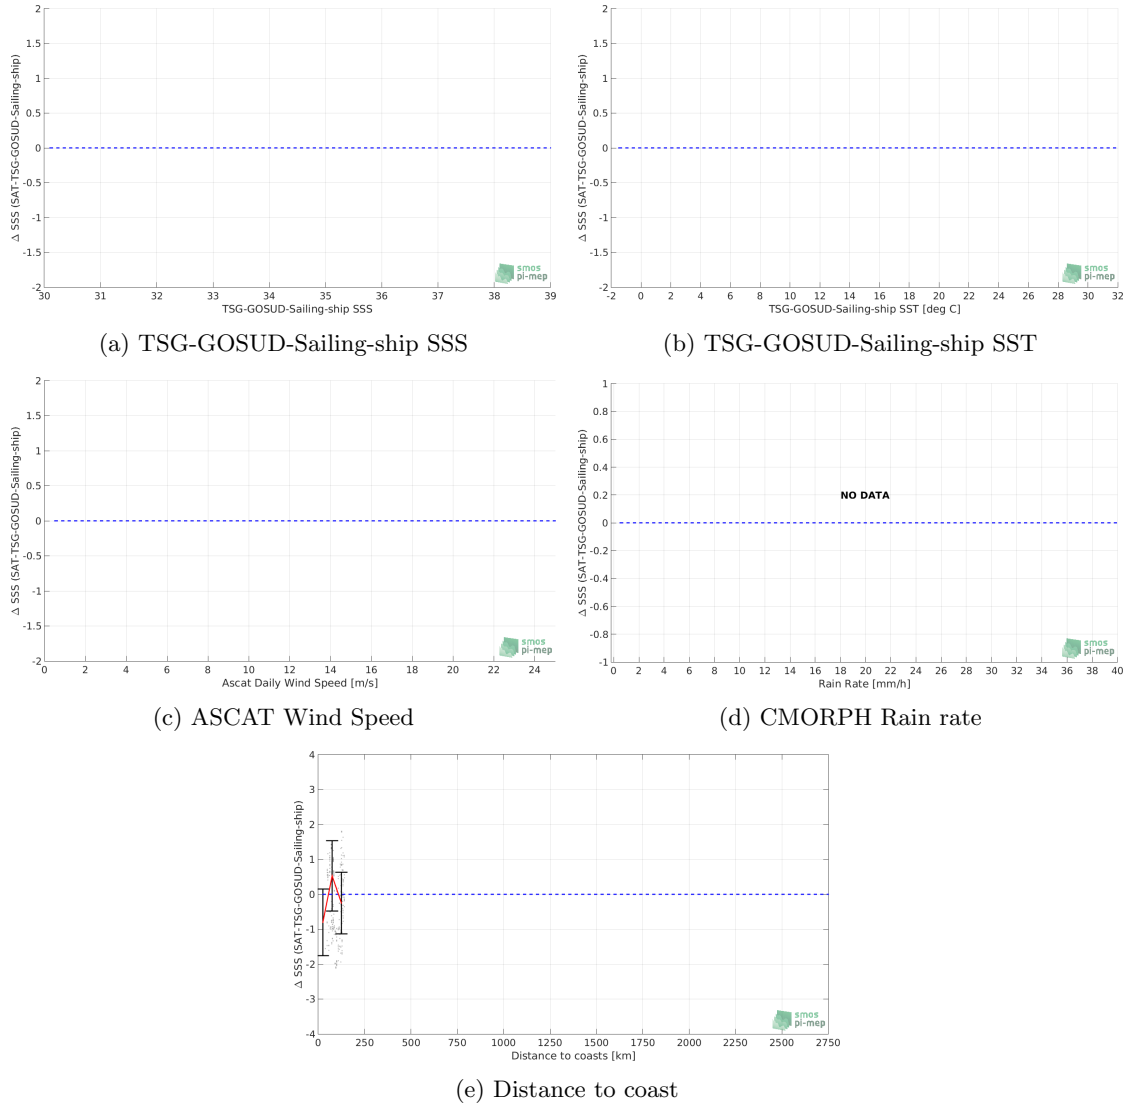 Δ SSS (SAT-TSG-GOSUD-Sailing-ship)
2
1.5
1
0.5
0
-0.5
-1
-1.5
-2
30 31 32 33 34 35 36 37 38 39
TSG-GOSUD-Sailing-ship SSS
smos
pi-mep
(a) TSG-GOSUD-Sailing-ship SSS
Δ SSS (SAT-TSG-GOSUD-Sailing-ship)
2
1.5
1
0.5
0
-0.5
-1
-1.5
-2
-2 0 2 4 6 8 10 12 14 16 18 20 22 24 26 28 30 32
TSG-GOSUD-Sailing-ship SST [deg C]
smos
pi-mep
(b) TSG-GOSUD-Sailing-ship SST
Δ SSS (SAT-TSG-GOSUD-Sailing-ship)
2
1.5
1
0.5
0
-0.5
-1
-1.5
-2
0 2 4 6 8 10 12 14 16 18 20 22 24
Ascat Daily Wind Speed [m/s]
smos
pi-mep
(c) ASCAT Wind Speed
Δ SSS (SAT-TSG-GOSUD-Sailing-ship)
1
0.8
0.6
0.4
0.2
0
-0.2
-0.4
-0.6
-0.8
-1
NO DATA
0 2 4 6 8 10 12 14 16 18 20 22 24 26 28 30 32 34 36 38 40
Rain Rate [mm/h]
smos
pi-mep
(d) CMORPH Rain rate
Δ SSS (SAT-TSG-GOSUD-Sailing-ship)
4
3
2
1
0
-1
-2
-3
-4
0 250 500 750 1000 1250 1500 1750 2000 2250 2500 2750
Distance to coasts [km]
smos
pi-mep
(e) Distance to coast